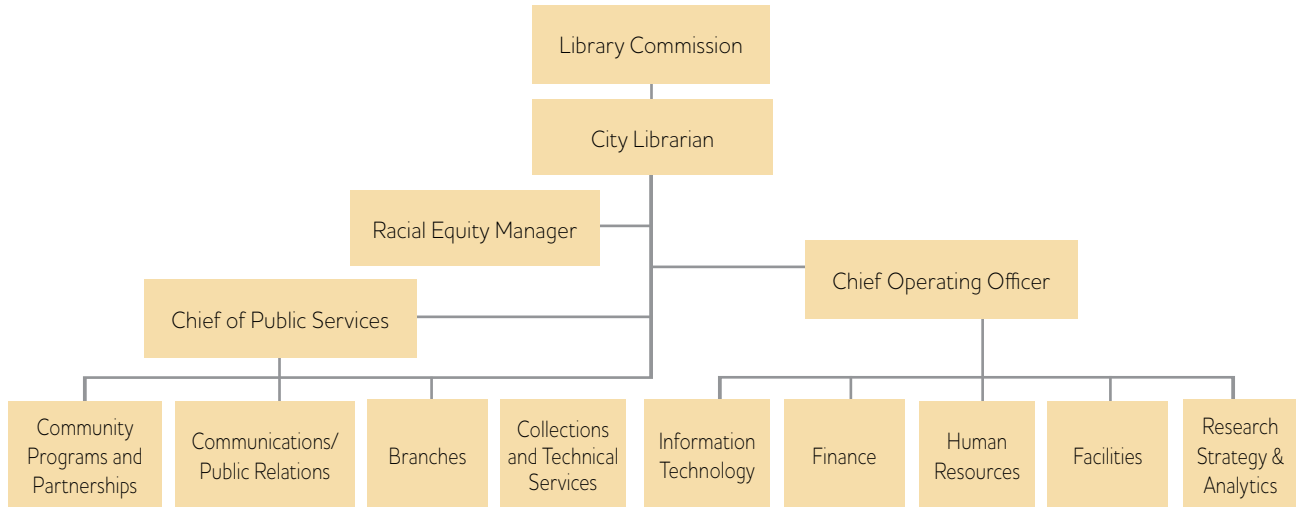 Library Commission
City Librarian
Racial Equity Manager
Chief Operating Officer
Chief of Public Services
Community
Programs and
Partnerships
Communications/
Public Relations
Branches
Collections
and Technical
Services
Information
Technology
Finance
Human
Resources
Facilities
Research
Strategy &
Analytics